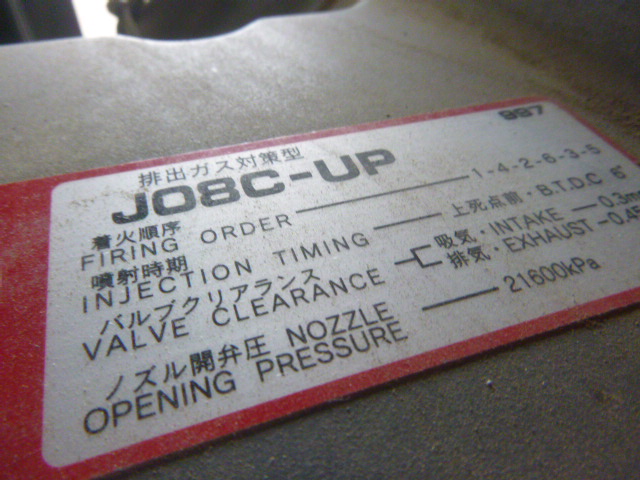 997
排出ガス対策型
J08C-UP
着火順序
FIRING ORDER 1-4-2-6-3-5
噴射時期
INJECTION TIMING 上死点前・B.T.D.C 6°
バルブクリアランス
VALVE CLEARANCE
吸気・INTAKE
排気・EXHAUST
ノズル開弁圧 NOZZLE
OPENING PRESSURE 21600kPa